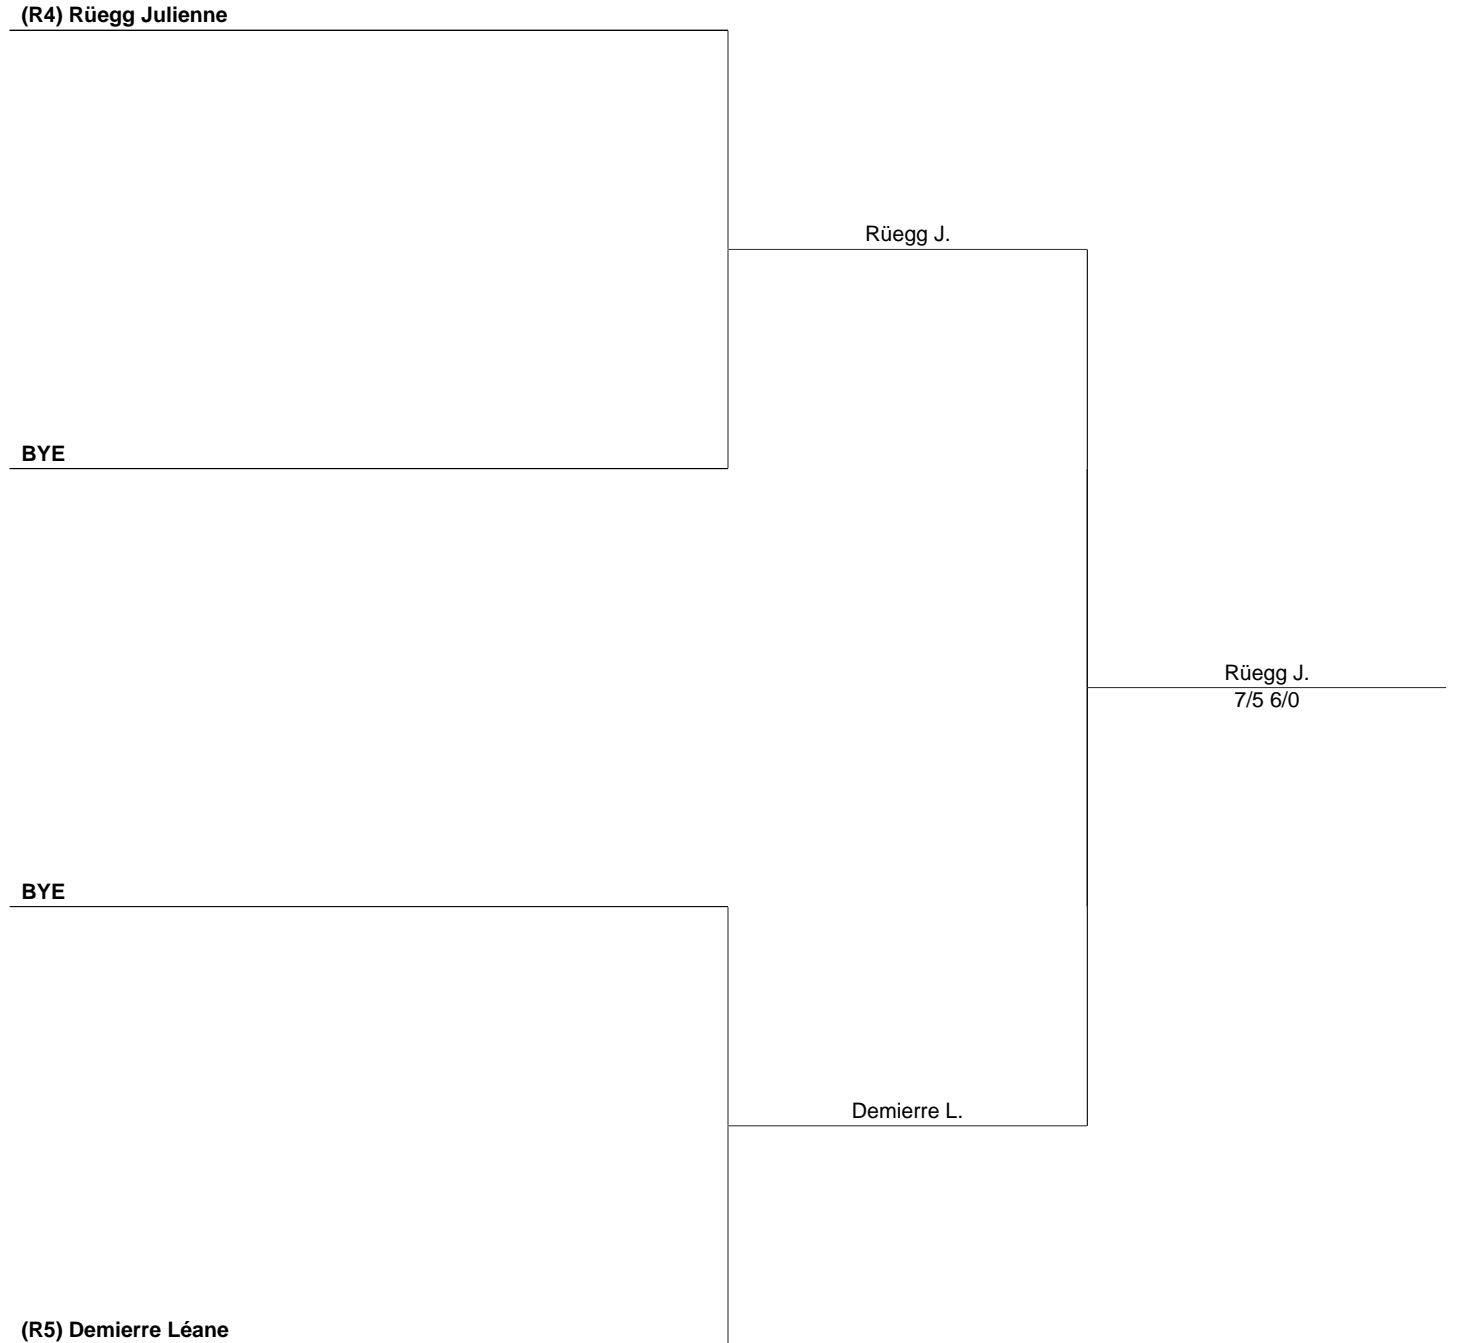 (R4) Rüegg Julienne
Rüegg J.
BYE
Rüegg J.
7/5 6/0
BYE
Demierre L.
(R5) Demierre Léane